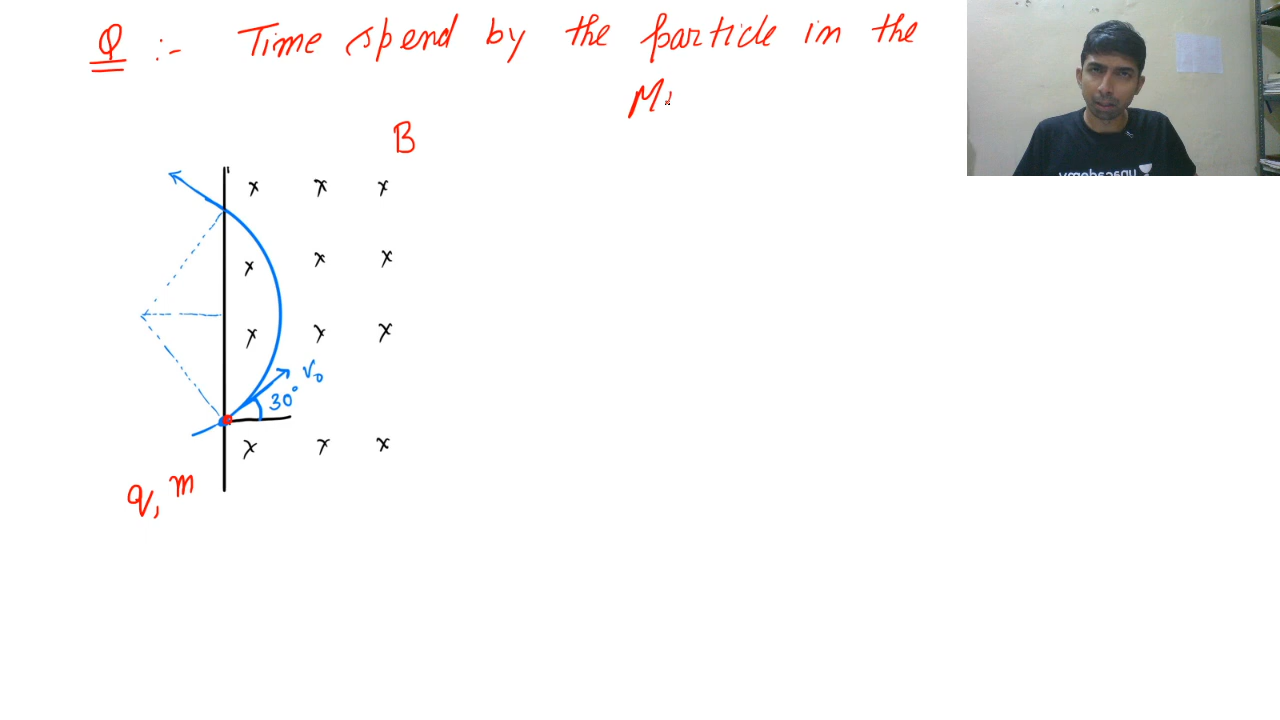 Q :- Time spend by the particle in the
M
B
x x x
x x x
x x x
v₀
30°
x x x
q, m